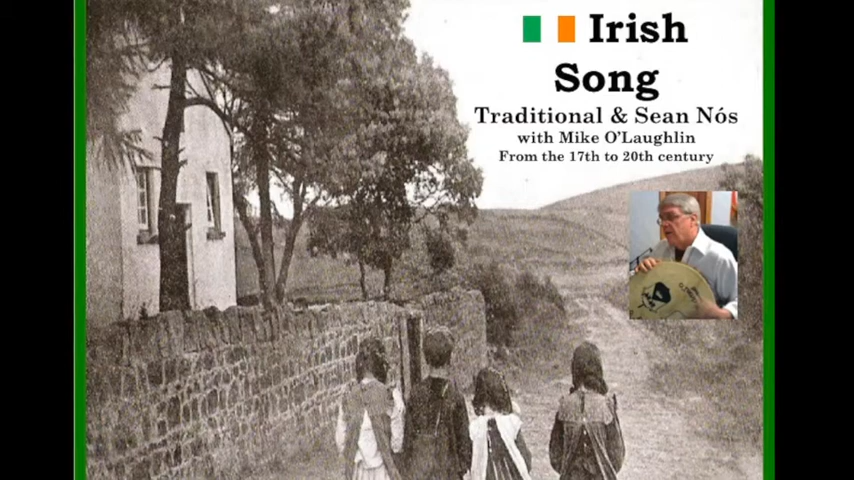 Irish
Song
Traditional & Sean Nós
with Mike O'Laughlin
From the 17th to 20th century